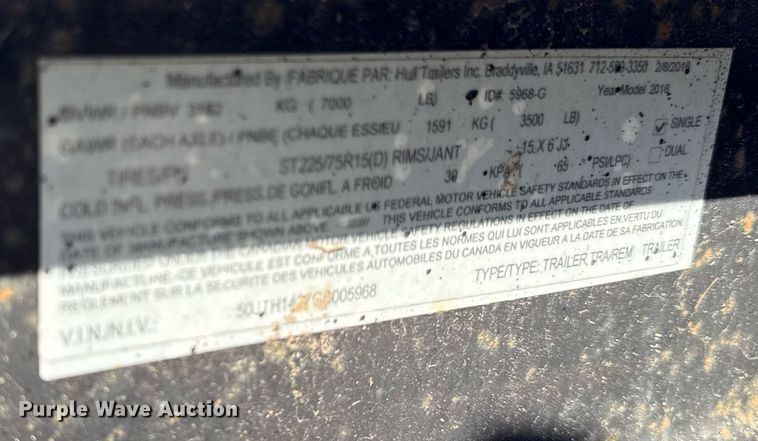 Manufactured By /FABRIQUE PAR: Hull Trailers Inc. Braddyville, IA 51631 712-589-3350 2/8/2016
GVWR / PNBV 3182 KG ( 7000 LB) ID#: 5968-G Year Model 2016
GAWR (EACH AXLE) / PNBE (CHAQUE ESSIEU 1591 KG ( 3500 LB)
TIRES/PN ST225/75R15(D) RIMS/JANT 15 X 6 JJ SINGLE
COLD INFL. PRESS./PRESS.DE GONFL A FROID KPA 65 PSI/LPC) DUAL
THIS VEHICLE CONFORMS TO ALL APPLICABLE US FEDERAL MOTOR VEHICLE SAFETY STANDARDS IN EFFECT ON THE
DATE OF MANUFACTURE SHOWN ABOVE. ////// THIS VEHICLE CONFORMS TO ALL APPLICABLE STANDARDS
PRESCRIBED UNDER THE CANADIAN MOTOR VEHICLE SAFETY REGULATIONS IN EFFECT ON THE DATE OF
MANUFACTURE.-CE VEHICULE EST CONFORME A TOUTES LES NORMES QUI LUI SONT APPLICABLES EN VERTU DU
REGLEMENT SUR LA SECURITE DES VEHICULES AUTOMOBILES DU CANADA EN VIGUEUR A LA DATE DE SA FABRICATION
V.I.N./N.I.V.: TYPE/TYPE: TRAILER TRA/REM TRAILER
Purple Wave Auction